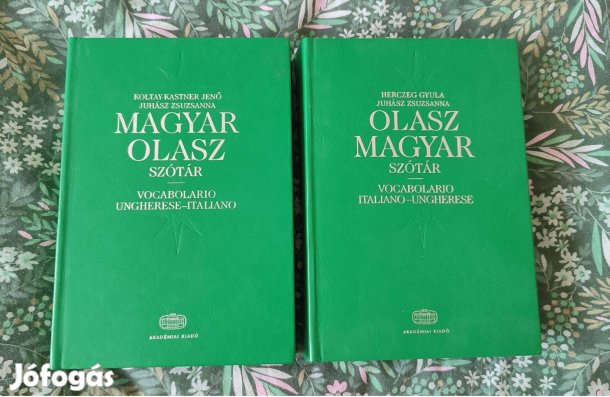 KOLTAY-KASTNER JENŐ
JUHÁSZ ZSUZSANNA
MAGYAR
OLASZ
SZÓTÁR
VOCABOLARIO
UNGHERESE–ITALIANO
AKADÉMIAI KIADÓ
HERCZEG GYULA
JUHÁSZ ZSUZSANNA
OLASZ
MAGYAR
SZÓTÁR
VOCABOLARIO
ITALIANO–UNGHERESE
AKADÉMIAI KIADÓ
Jófogás